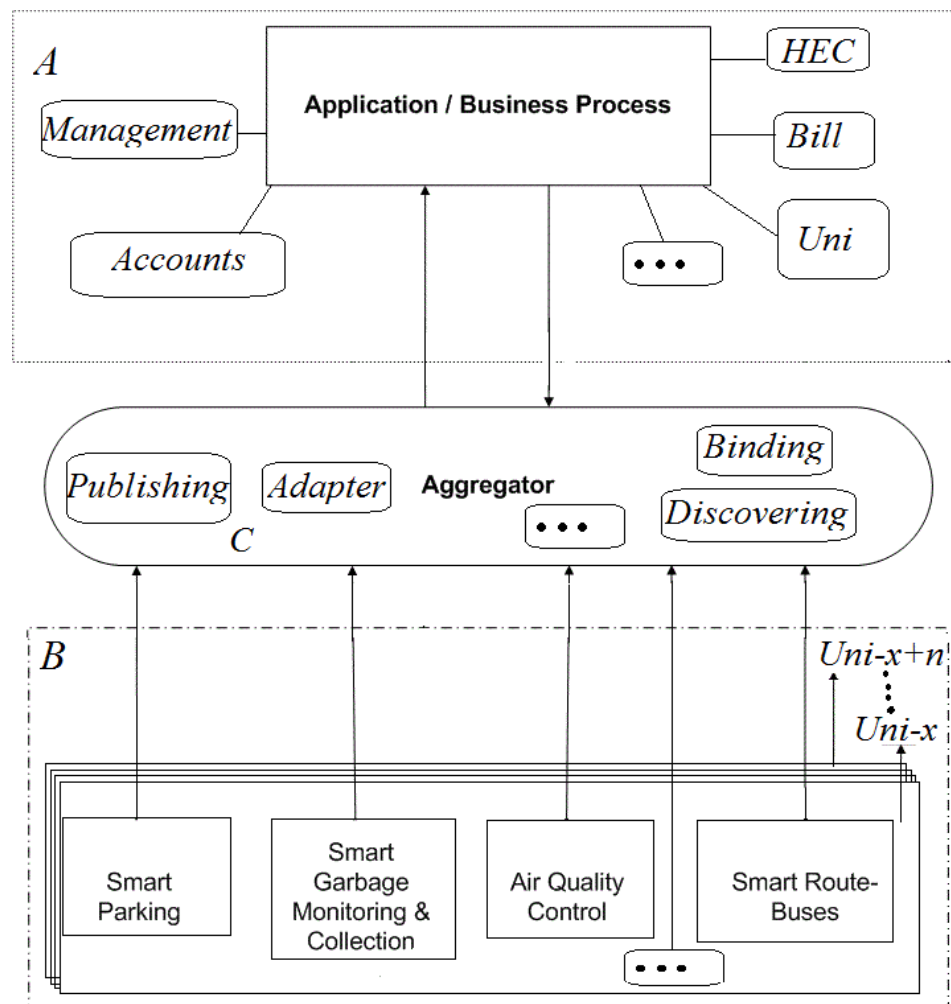 A
HEC
Application / Business Process
Management
Bill
Uni
Accounts
• • •
Binding
Publishing
Adapter
Aggregator
Discovering
C
• • •
B
Uni-x+n
Uni-x
Smart
Parking
Smart
Garbage
Monitoring &
Collection
Air Quality
Control
Smart Route-
Buses
• • •